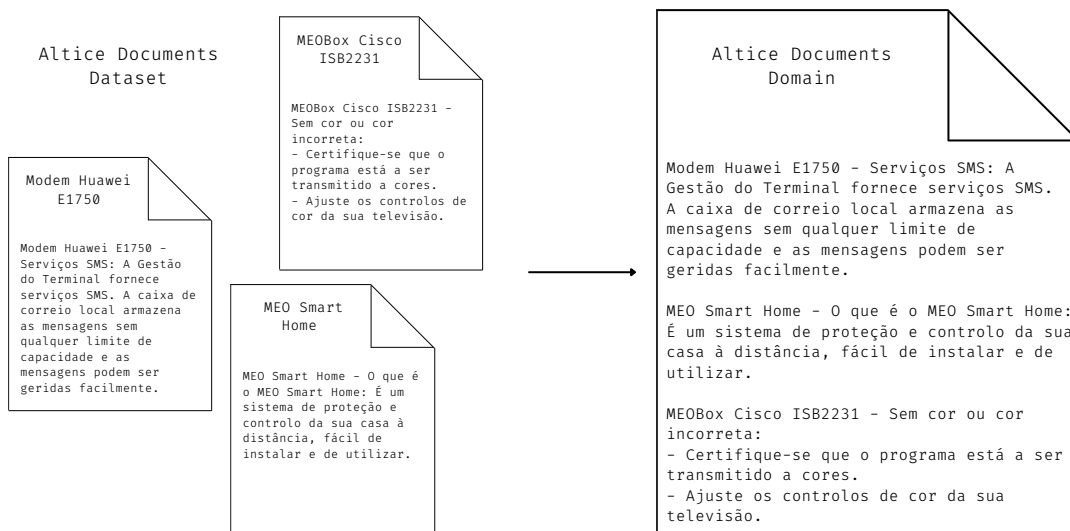 Altice Documents
Dataset
MEOBox Cisco
ISB2231
MEOBox Cisco ISB2231 -
Sem cor ou cor
incorreta:
- Certifique-se que o
programa está a ser
transmitido a cores.
- Ajuste os controlos de
cor da sua televisão.
Modem Huawei
E1750
Modem Huawei E1750 -
Serviços SMS: A Gestão
do Terminal fornece
serviços SMS. A caixa de
correio local armazena
as mensagens sem
qualquer limite de
capacidade e as
mensagens podem ser
geridas facilmente.
MEO Smart
Home
MEO Smart Home - O que é
o MEO Smart Home: É um
sistema de proteção e
controlo da sua casa à
distância, fácil de
instalar e de utilizar.
Altice Documents
Domain
Modem Huawei E1750 - Serviços SMS: A
Gestão do Terminal fornece serviços SMS.
A caixa de correio local armazena as
mensagens sem qualquer limite de
capacidade e as mensagens podem ser
geridas facilmente.
MEO Smart Home - O que é o MEO Smart Home:
É um sistema de proteção e controlo da sua
casa à distância, fácil de instalar e de
utilizar.
MEOBox Cisco ISB2231 - Sem cor ou cor
incorreta:
- Certifique-se que o programa está a ser
transmitido a cores.
- Ajuste os controlos de cor da sua
televisão.